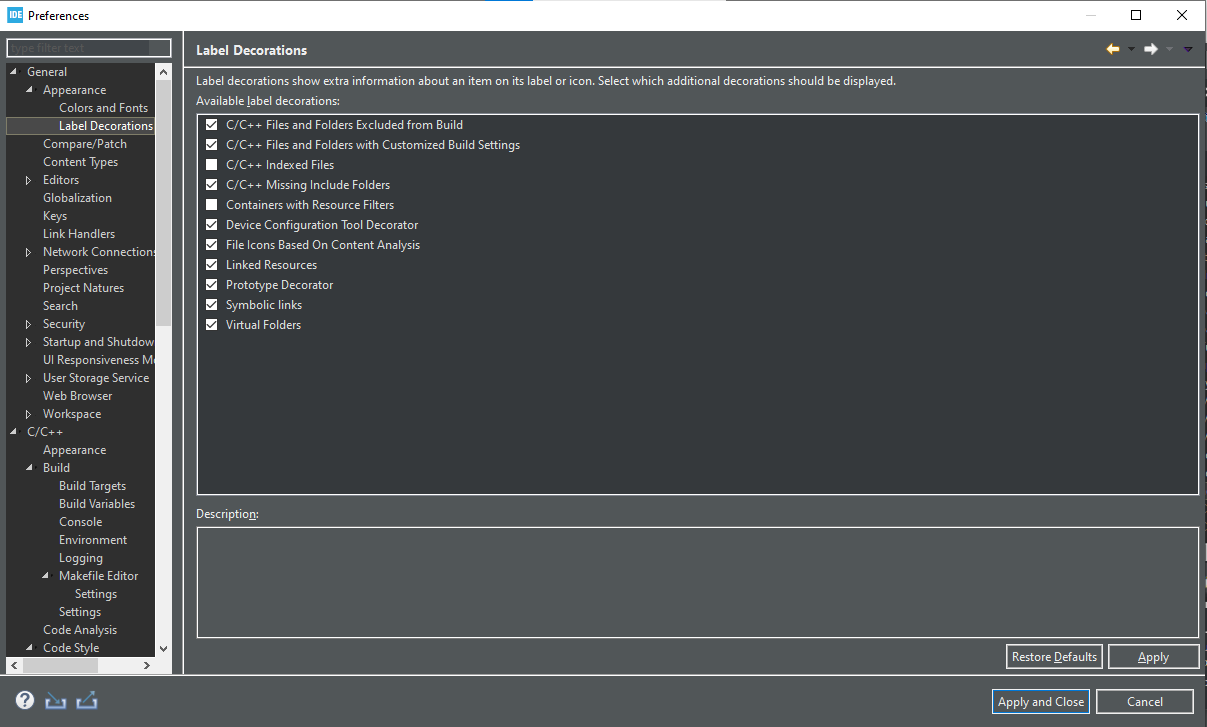 IDE Preferences
type filter text
General
Appearance
Colors and Fonts
Label Decorations
Compare/Patch
Content Types
Editors
Globalization
Keys
Link Handlers
Network Connections
Perspectives
Project Natures
Search
Security
Startup and Shutdow
UI Responsiveness Mo
User Storage Service
Web Browser
Workspace
C/C++
Appearance
Build
Build Targets
Build Variables
Console
Environment
Logging
Makefile Editor
Settings
Settings
Code Analysis
Code Style
Label Decorations
Label decorations show extra information about an item on its label or icon. Select which additional decorations should be displayed.
Available label decorations:
C/C++ Files and Folders Excluded from Build
C/C++ Files and Folders with Customized Build Settings
C/C++ Indexed Files
C/C++ Missing Include Folders
Containers with Resource Filters
Device Configuration Tool Decorator
File Icons Based On Content Analysis
Linked Resources
Prototype Decorator
Symbolic links
Virtual Folders
Description:
Restore Defaults
Apply
Apply and Close
Cancel